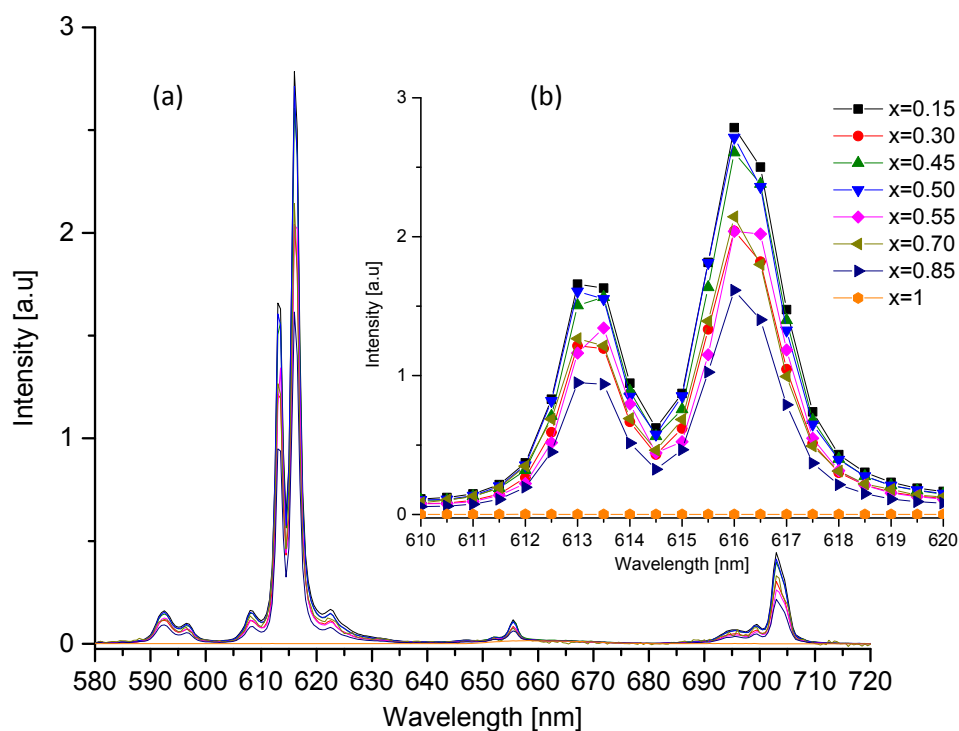 (a)
(b)
3
2
1
0
Intensity [a.u]
580 590 600 610 620 630 640 650 660 670 680 690 700 710 720
Wavelength [nm]
3
2
1
0
Intensity [a.u]
610 611 612 613 614 615 616 617 618 619 620
Wavelength [nm]
x=0.15
x=0.30
x=0.45
x=0.50
x=0.55
x=0.70
x=0.85
x=1